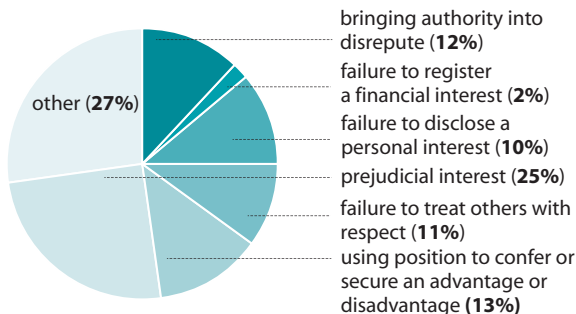 bringing authority into
disrepute (12%)
failure to register
a financial interest (2%)
other (27%)
failure to disclose a
personal interest (10%)
prejudicial interest (25%)
failure to treat others with
respect (11%)
using position to confer or
secure an advantage or
disadvantage (13%)